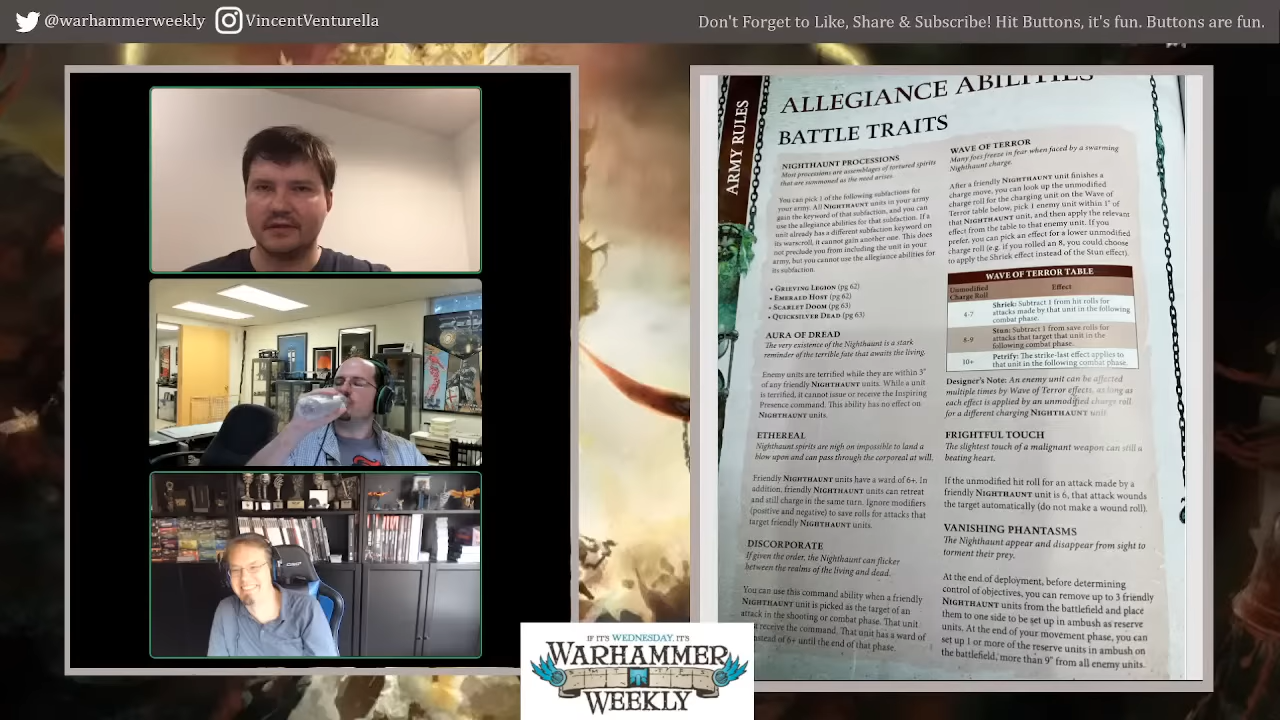 @warhammerweekly
VincentVenturella
Don't Forget to Like, Share & Subscribe! Hit Buttons, it's fun. Buttons are fun.
ARMY RULES
ALLEGIANCE ABILITIES
BATTLE TRAITS
NIGHTHAUNT PROCESSIONS
Most processions are assemblages of tortured spirits
that are summoned as the need arises
You can pick 1 of the following subfactions for
your army. All NIGHTHAUNT units in your army
gain the keyword of that subfaction, and you can
use the allegiance abilities for that subfaction. If a
unit already has a different subfaction keyword on
its warscroll, it cannot gain another one. This does
not preclude you from including the unit in your
army, but you cannot use the allegiance abilities for
its subfaction.
• GRIEVING LEGION (pg 62)
• EMERALD HOST (pg 62)
• SCARLET DOOM (pg 63)
• QUICKSILVER DEAD (pg 63)
AURA OF DREAD
The very existence of the Nighthaunt is a stark
reminder of the terrible fate that awaits the living.
Enemy units are terrified while they are within 3"
of any friendly NIGHTHAUNT units. While a unit
is terrified, it cannot issue or receive the Inspiring
Presence command. This ability has no effect on
NIGHTHAUNT units.
ETHEREAL
Nighthaunt spirits are nigh on impossible to land a
blow upon and can pass through the corporeal at will.
Friendly NIGHTHAUNT units have a ward of 6+. In
addition, friendly NIGHTHAUNT units can retreat
and still charge in the same turn. Ignore modifiers
(positive and negative) to save rolls for attacks that
target friendly NIGHTHAUNT units.
DISCORPORATE
If given the order, the Nighthaunt can flicker
between the realms of the living and dead.
You can use this command ability when a friendly
NIGHTHAUNT unit is picked as the target of an
attack in the shooting or combat phase. That unit
receive the command. That unit has a ward of
instead of 6+ until the end of that phase.
WAVE OF TERROR
Many foes freeze in fear when faced by a swarming
Nighthaunt charge.
After a friendly NIGHTHAUNT unit finishes a
charge move, you can look up the unmodified
charge roll for the charging unit on the Wave of
Terror table below, pick 1 enemy unit within 1" of
that NIGHTHAUNT unit, and then apply the relevant
effect from the table to that enemy unit. If you
prefer, you can pick an effect for a lower unmodified
charge roll (e.g. if you rolled an 8, you could choose
to apply the Shriek effect instead of the Stun effect).
WAVE OF TERROR TABLE
Unmodified
Charge Roll
Effect
4-7
Shriek: Subtract 1 from hit rolls for
attacks made by that unit in the following
combat phase.
8-9
Stun: Subtract 1 from save rolls for
attacks that target that unit in the
following combat phase.
10+
Petrify: The strike-last effect applies to
that unit in the following combat phase.
Designer's Note: An enemy unit can be affected
multiple times by Wave of Terror effects, as long as
each effect is applied by an unmodified charge roll
for a different charging NIGHTHAUNT unit
FRIGHTFUL TOUCH
The slightest touch of a malignant weapon can still a
beating heart.
If the unmodified hit roll for an attack made by a
friendly NIGHTHAUNT unit is 6, that attack wounds
the target automatically (do not make a wound roll).
VANISHING PHANTASMS
The Nighthaunt appear and disappear from sight to
torment their prey.
At the end of deployment, before determining
control of objectives, you can remove up to 3 friendly
NIGHTHAUNT units from the battlefield and place
them to one side to be set up in ambush as reserve
units. At the end of your movement phase, you can
set up 1 or more of the reserve units in ambush on
the battlefield, more than 9" from all enemy units.
IF IT'S WEDNESDAY, IT'S
WARHAMMER
WEEKLY